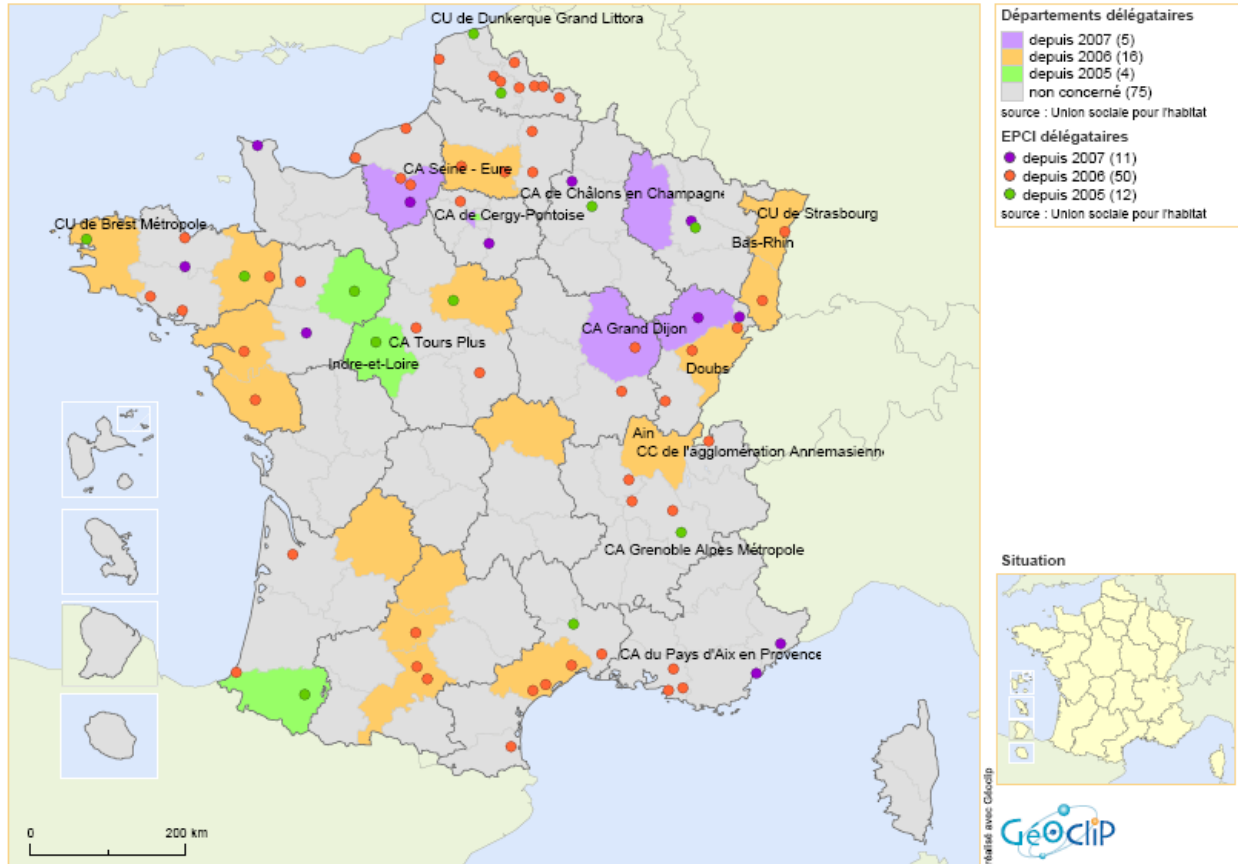 CU de Dunkerque Grand Littora
CA Seine - Eure
CA de Châlons en Champagne
CA de Cergy-Pontoise
CU de Strasbourg
Bas-Rhin
CU de Brest Métropole
CA Grand Dijon
CA Tours Plus
Indre-et-Loire
Doubs
Ain
CC de l'agglomération Annemasienne
CA Grenoble Alpes Métropole
CA du Pays d'Aix en Provence
0 200 km
Départements délégataires
depuis 2007 (5)
depuis 2006 (16)
depuis 2005 (4)
non concerné (75)
source : Union sociale pour l'habitat
EPCI délégataires
depuis 2007 (11)
depuis 2006 (50)
depuis 2005 (12)
source : Union sociale pour l'habitat
Situation
réalisé avec Géoclip
GéOcliP